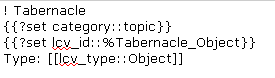 ! Tabernacle
{{?set category::topic}}
{{?set lcv_id::%Tabernacle_Object}}
Type: [[lcv_type::Object]]